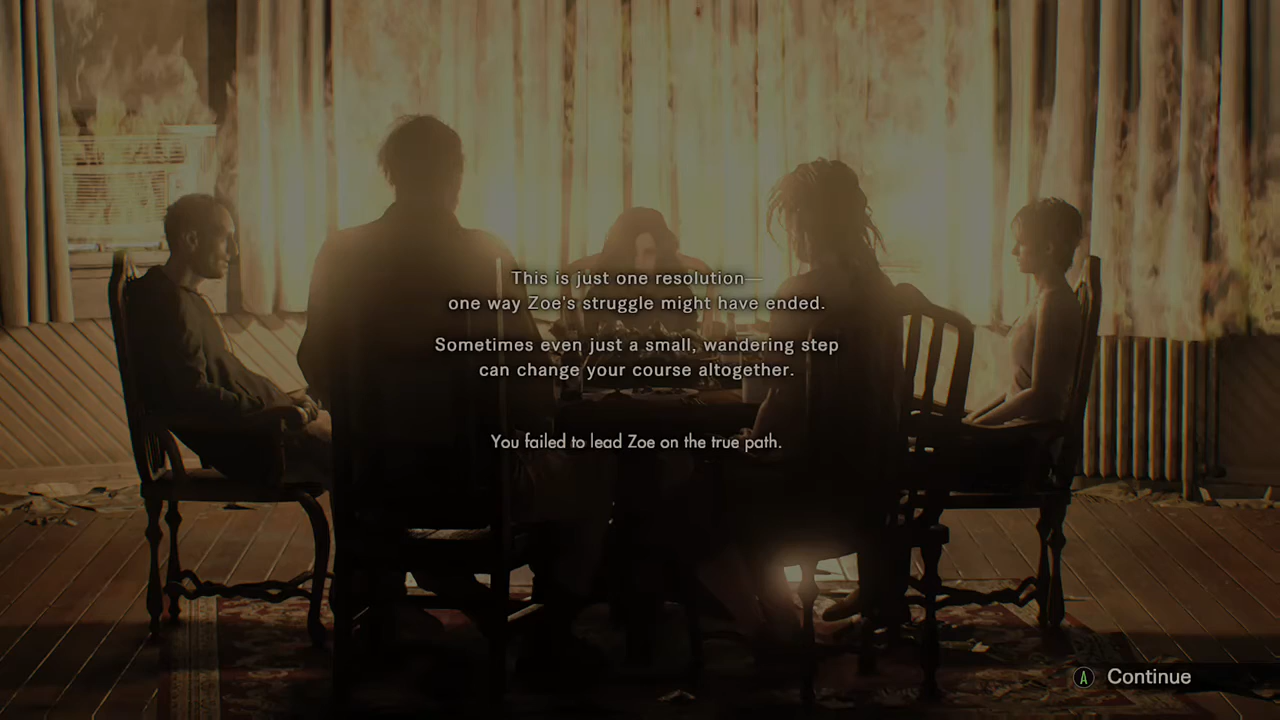 This is just one resolution—
one way Zoe's struggle might have ended.
Sometimes even just a small, wandering step
can change your course altogether.
You failed to lead Zoe on the true path.
A Continue